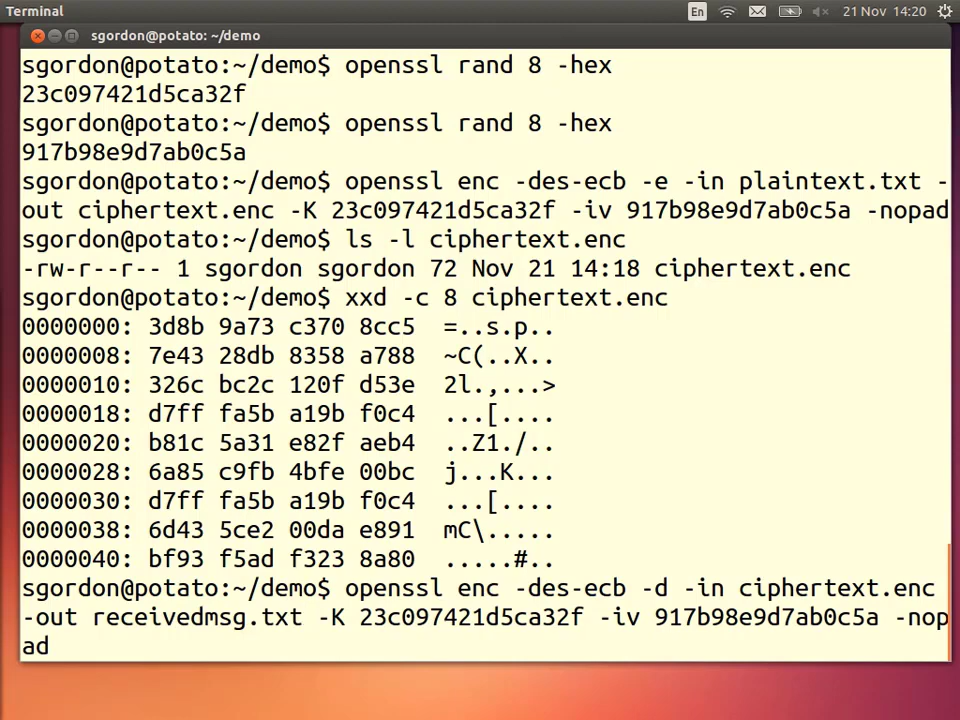 Terminal
En
21 Nov 14:20
sgordon@potato: ~/demo
sgordon@potato:~/demo$ openssl rand 8 -hex
23c097421d5ca32f
sgordon@potato:~/demo$ openssl rand 8 -hex
917b98e9d7ab0c5a
sgordon@potato:~/demo$ openssl enc -des-ecb -e -in plaintext.txt -
out ciphertext.enc -K 23c097421d5ca32f -iv 917b98e9d7ab0c5a -nopad
sgordon@potato:~/demo$ ls -l ciphertext.enc
-rw-r--r-- 1 sgordon sgordon 72 Nov 21 14:18 ciphertext.enc
sgordon@potato:~/demo$ xxd -c 8 ciphertext.enc
0000000: 3d8b 9a73 c370 8cc5  =..s.p..
0000008: 7e43 28db 8358 a788  ~C(..X..
0000010: 326c bc2c 120f d53e  2l.,...>
0000018: d7ff fa5b a19b f0c4  ...[....
0000020: b81c 5a31 e82f aeb4  ..Z1./..
0000028: 6a85 c9fb 4bfe 00bc  j...K...
0000030: d7ff fa5b a19b f0c4  ...[....
0000038: 6d43 5ce2 00da e891  mC\.....
0000040: bf93 f5ad f323 8a80  .....#..
sgordon@potato:~/demo$ openssl enc -des-ecb -d -in ciphertext.enc
-out receivedmsg.txt -K 23c097421d5ca32f -iv 917b98e9d7ab0c5a -nop
ad